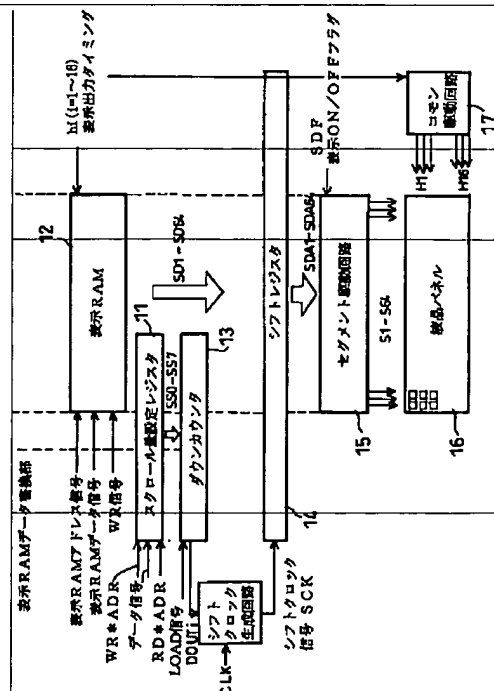 表示RAMデータ書換部
表示RAMアドレス信号
表示RAMデータ信号
WR信号
12
表示RAM
hi(i=1~16)
表示出力タイミング
WR*ADR
データ信号
RD*ADR
11
スクロール量設定レジスタ
SS0-SS7
SD1-SD64
LOAD信号
DOUTi
13
ダウンカウンタ
CLK
シフト
クロック
生成回路
シフトクロック
信号 SCK
14
シフトレジスタ
SDA1-SDA64
SDF
表示ON/OFFフラグ
15
セグメント駆動回路
S1-S64
16
液晶パネル
コモン
駆動回路
17
H1
H16